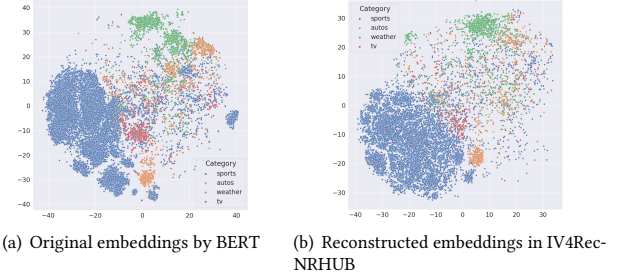 40
30
20
10
0
−10
−20
−30
−40
−40
−20
0
20
40
Category
sports
autos
weather
tv
(a) Original embeddings by BERT
30
20
10
0
−10
−20
−30
−40
−30
−20
−10
0
10
20
30
Category
sports
autos
weather
tv
(b) Reconstructed embeddings in IV4Rec-
NRHUB